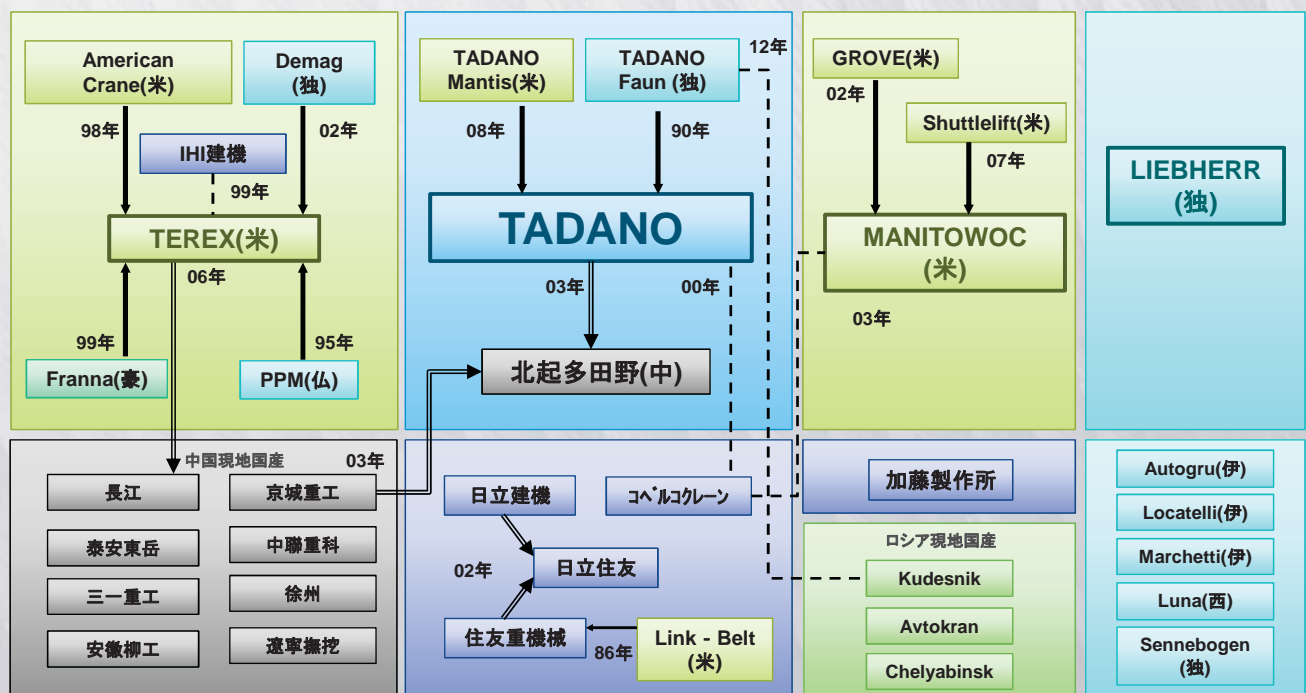 American
Crane(米)
Demag
(独)
98年
02年
IHI建機
99年
TEREX(米)
06年
99年
95年
Franna(豪)
PPM(仏)
TADANO
Mantis(米)
TADANO
Faun (独)
12年
08年
90年
TADANO
03年
00年
北起多田野(中)
GROVE(米)
02年
Shuttlelift(米)
07年
MANITOWOC
(米)
03年
LIEBHERR
(独)
中国現地国産
03年
長江
京城重工
泰安東岳
中聯重科
三一重工
徐州
安徽柳工
遼寧撫挖
日立建機
コベルコクレーン
02年
日立住友
住友重機械
86年
Link - Belt
(米)
加藤製作所
ロシア現地国産
Kudesnik
Avtokran
Chelyabinsk
Autogru(伊)
Locatelli(伊)
Marchetti(伊)
Luna(西)
Sennebogen
(独)